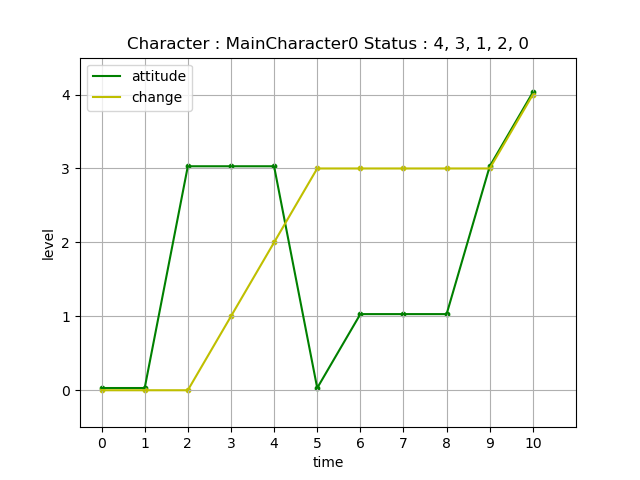 Character : MainCharacter0 Status : 4, 3, 1, 2, 0
attitude
change
4
3
2
1
0
level
0 1 2 3 4 5 6 7 8 9 10
time